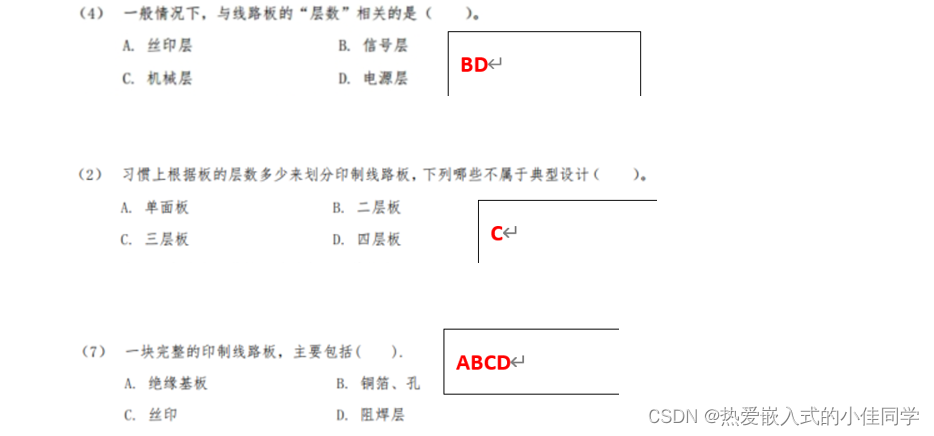 （4） 一般情况下，与线路板的“层数”相关的是（ ）。
A. 丝印层 B. 信号层
C. 机械层 D. 电源层
BD↵
（2） 习惯上根据板的层数多少来划分印制线路板，下列哪些不属于典型设计（ ）。
A. 单面板 B. 二层板
C. 三层板 D. 四层板
C↵
（7） 一块完整的印制线路板，主要包括( ).
A. 绝缘基板 B. 铜箔、孔
C. 丝印 D. 阻焊层
ABCD↵
CSDN @热爱嵌入式的小佳同学